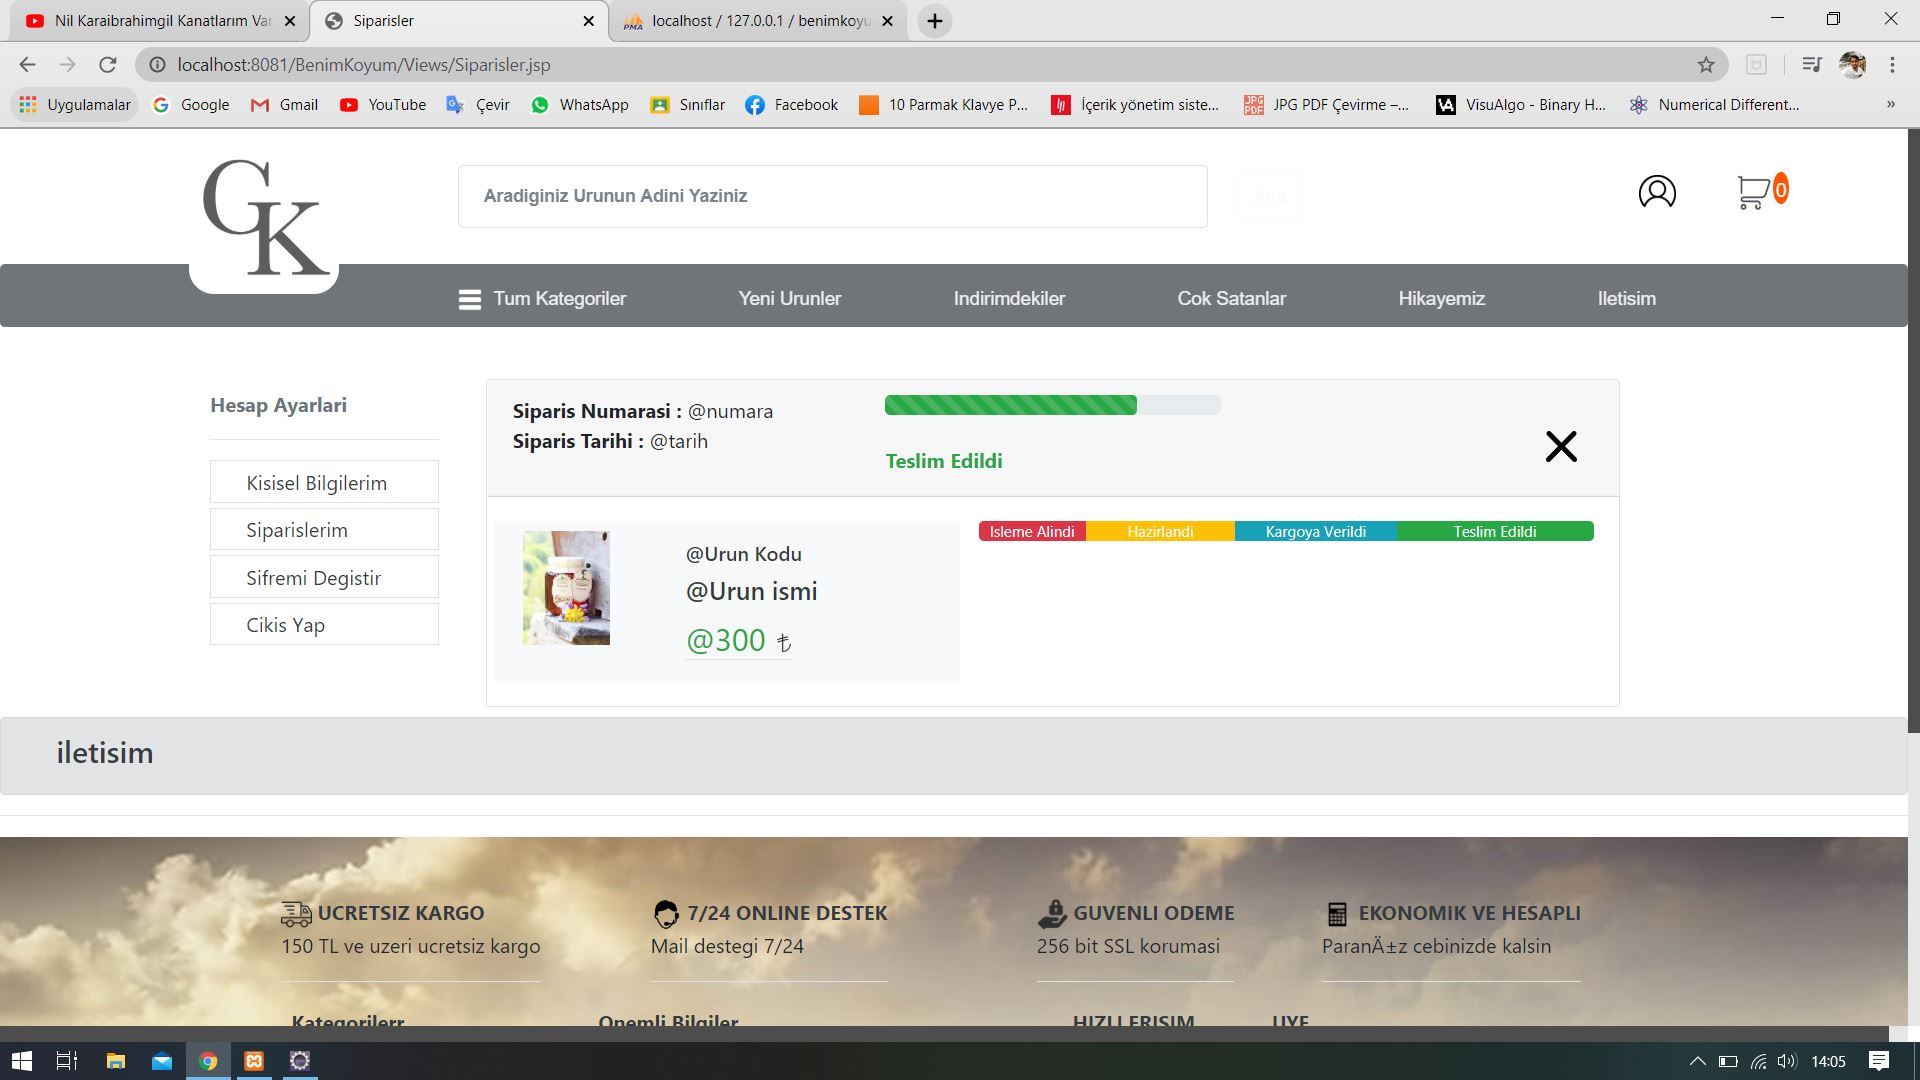 Nil Karaibrahimgil Kanatlarım Var
Siparisler
localhost / 127.0.0.1 / benimkoyu
localhost:8081/BenimKoyum/Views/Siparisler.jsp
Uygulamalar
Google
Gmail
YouTube
Çevir
WhatsApp
Sınıflar
Facebook
10 Parmak Klavye P...
İçerik yönetim siste...
JPG PDF Çevirme –...
VisuAlgo - Binary H...
Numerical Different...
»
GK
Aradiginiz Urunun Adini Yaziniz
Ara
0
Tum Kategoriler
Yeni Urunler
Indirimdekiler
Cok Satanlar
Hikayemiz
Iletisim
Hesap Ayarlari
Kisisel Bilgilerim
Siparislerim
Sifremi Degistir
Cikis Yap
Siparis Numarasi : @numara
Siparis Tarihi : @tarih
Teslim Edildi
@Urun Kodu
@Urun ismi
@300 ₺
Isleme Alindi
Hazirlandi
Kargoya Verildi
Teslim Edildi
iletisim
UCRETSIZ KARGO
150 TL ve uzeri ucretsiz kargo
7/24 ONLINE DESTEK
Mail destegi 7/24
GUVENLI ODEME
256 bit SSL korumasi
EKONOMIK VE HESAPLI
ParanÄ±z cebinizde kalsin
Kategorilerr
Onemli Bilgiler
HIZLI ERISIM
UYE
14:05